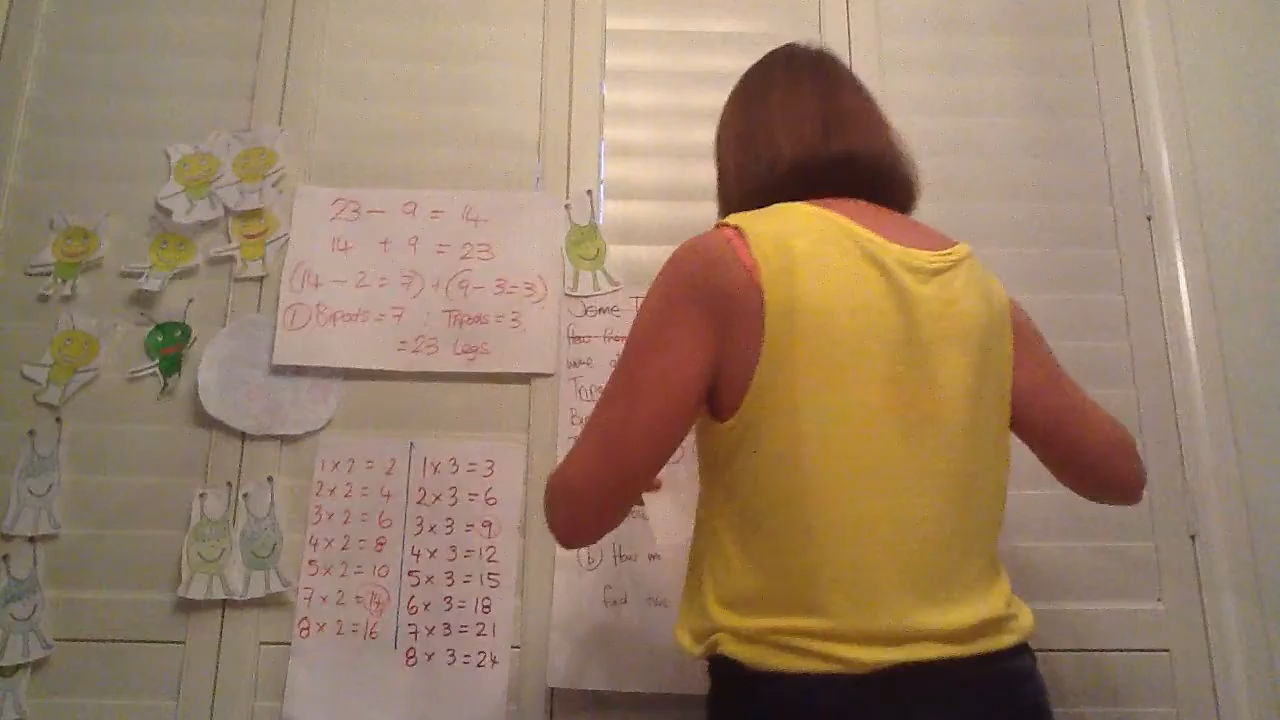 23 - 9 = 14
14 + 9 = 23
(14 - 2 = 7) + (9 - 3 = 3)
① Bipods = 7 ; Tripods = 3
= 23 Legs
1 x 2 = 2
2 x 2 = 4
3 x 2 = 6
4 x 2 = 8
5 x 2 = 10
7 x 2 = 14
8 x 2 = 16
1 x 3 = 3
2 x 3 = 6
3 x 3 = 9
4 x 3 = 12
5 x 3 = 15
6 x 3 = 18
7 x 3 = 21
8 x 3 = 24
Some
(b) How
find